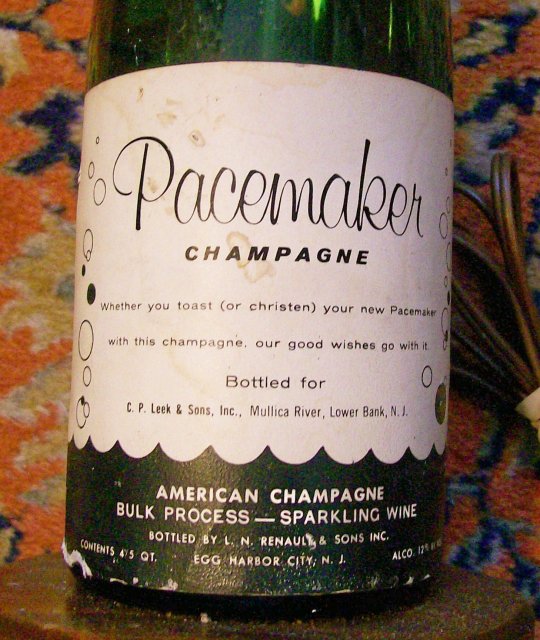 Pacemaker
CHAMPAGNE
Whether you toast (or christen) your new Pacemaker
with this champagne, our good wishes go with it.
Bottled for
C. P. Leek & Sons, Inc., Mullica River, Lower Bank, N. J.
AMERICAN CHAMPAGNE
BULK PROCESS — SPARKLING WINE
BOTTLED BY L. N. RENAULT & SONS INC.
CONTENTS 4/5 QT.
EGG HARBOR CITY, N. J.
ALCO. 12%